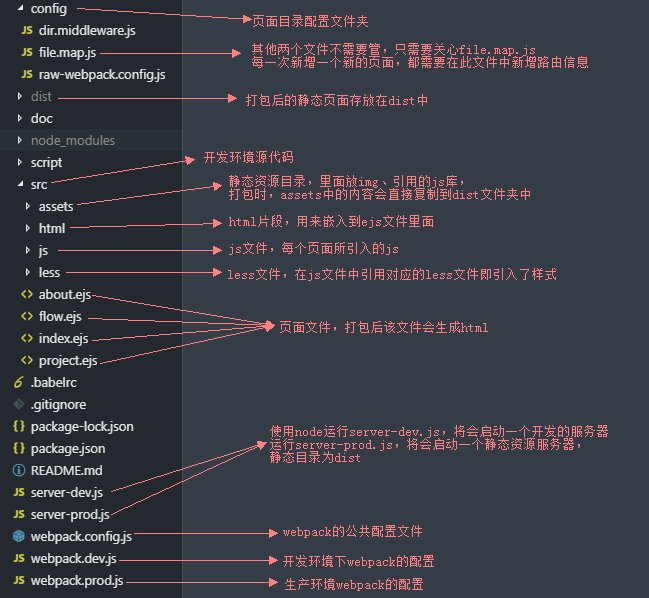 config
页面目录配置文件夹
dir.middleware.js
file.map.js
其他两个文件不需要管，只需要关心file.map.js
每一次新增一个新的页面，都需要在此文件中新增路由信息
raw-webpack.config.js
dist
打包后的静态页面存放在dist中
doc
node_modules
script
开发环境源代码
src
静态资源目录，里面放img、引用的js库，
打包时，assets中的内容会直接复制到dist文件夹中
assets
html
html片段，用来嵌入到ejs文件里面
js
js文件，每个页面所引入的js
less
less文件，在js文件中引用对应的less文件即引入了样式
about.ejs
flow.ejs
页面文件，打包后该文件会生成html
index.ejs
project.ejs
.babelrc
.gitignore
package-lock.json
使用node运行server-dev.js，将会启动一个开发的服务器
运行server-prod.js，将会启动一个静态资源服务器，
静态目录为dist
package.json
README.md
JS server-dev.js
JS server-prod.js
webpack.config.js
webpack的公共配置文件
JS webpack.dev.js
开发环境下webpack的配置
JS webpack.prod.js
生产环境webpack的配置